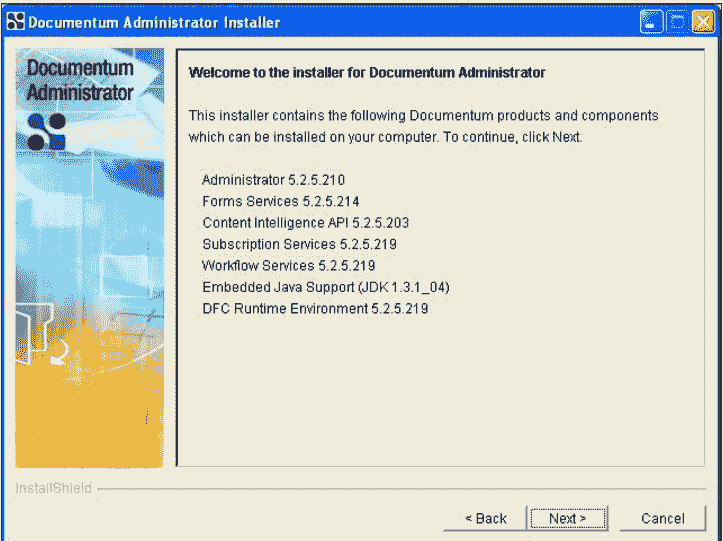 Documentum Administrator Installer
Documentum
Administrator
Welcome to the installer for Documentum Administrator
This installer contains the following Documentum products and components
which can be installed on your computer. To continue, click Next.
Administrator 5.2.5.210
Forms Services 5.2.5.214
Content Intelligence API 5.2.5.203
Subscription Services 5.2.5.219
Workflow Services 5.2.5.219
Embedded Java Support (JDK 1.3.1_04)
DFC Runtime Environment 5.2.5.219
InstallShield
< Back
Next >
Cancel